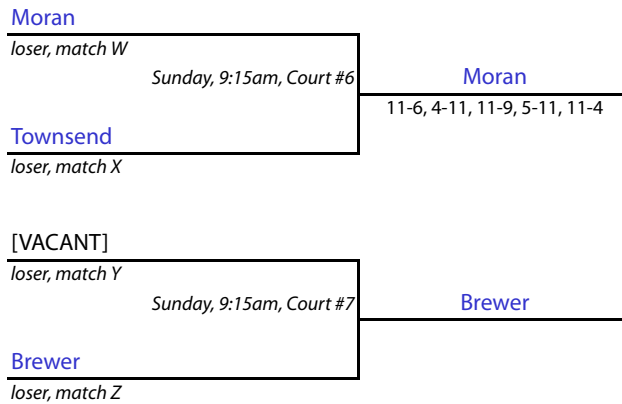 Moran
loser, match W
Sunday, 9:15am, Court #6
Moran
11-6, 4-11, 11-9, 5-11, 11-4
Townsend
loser, match X
[VACANT]
loser, match Y
Sunday, 9:15am, Court #7
Brewer
Brewer
loser, match Z